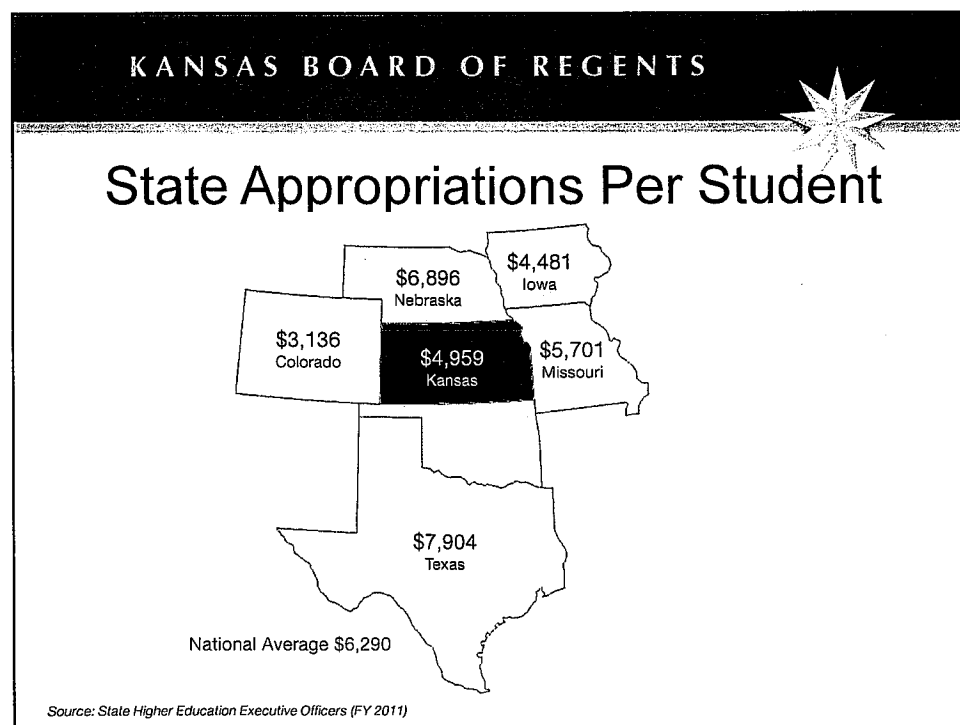 KANSAS BOARD OF REGENTS
State Appropriations Per Student
$4,481
Iowa
$6,896
Nebraska
$3,136
Colorado
$4,959
Kansas
$5,701
Missouri
$7,904
Texas
National Average $6,290
Source: State Higher Education Executive Officers (FY 2011)